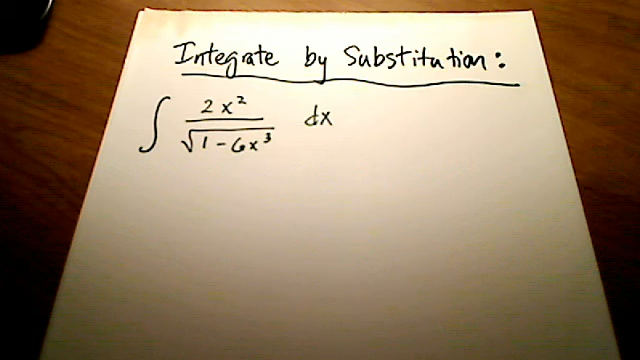 Integrate by Substitution:
∫ 2x² / √(1-6x³) dx